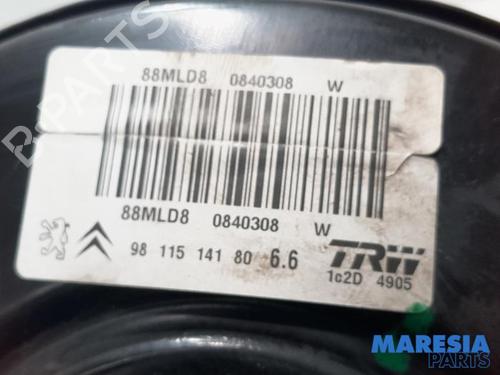 88MLD8 0840308 W
88MLD8 0840308 W
98 115 141 80 6.6
TRW
1c2D 4905
B-PARTS
MARESIA
PARTS